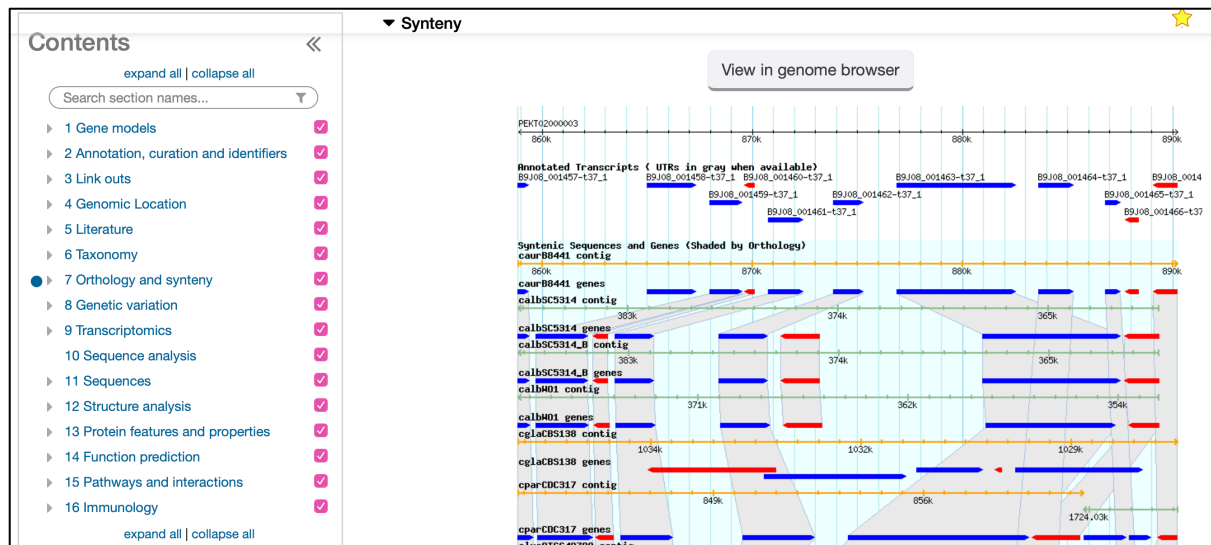 Contents
expand all | collapse all
Search section names...
1 Gene models
2 Annotation, curation and identifiers
3 Link outs
4 Genomic Location
5 Literature
6 Taxonomy
7 Orthology and synteny
8 Genetic variation
9 Transcriptomics
10 Sequence analysis
11 Sequences
12 Structure analysis
13 Protein features and properties
14 Function prediction
15 Pathways and interactions
16 Immunology
expand all | collapse all
Synteny
View in genome browser
PEKT02000003
860k 870k 880k 890k
Annotated Transcripts ( UTRs in gray when available)
B9J08_001457-t37_1 B9J08_001458-t37_1 B9J08_001460-t37_1 B9J08_001463-t37_1 B9J08_001464-t37_1 B9J08_0014
B9J08_001459-t37_1 B9J08_001462-t37_1 B9J08_001465-t37_1
B9J08_001461-t37_1 B9J08_001466-t37
Syntenic Sequences and Genes (Shaded by Orthology)
caurB8441 contig
860k 870k 880k 890k
caurB8441 genes
calbSC5314 contig
383k 374k 365k
calbSC5314 genes
calbSC5314_B contig
383k 374k 365k
calbSC5314_B genes
calbWO1 contig
371k 362k 354k
calbWO1 genes
cglaCBS138 contig
1034k 1032k 1029k
cglaCBS138 genes
cparCDC317 contig
849k 856k
1724.03k
cparCDC317 genes